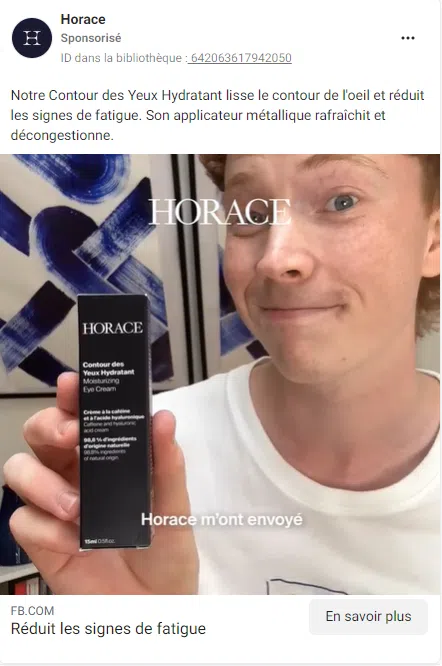 Horace
Sponsorisé
ID dans la bibliothèque : 642063617942050
Notre Contour des Yeux Hydratant lisse le contour de l'oeil et réduit
les signes de fatigue. Son applicateur métallique rafraîchit et
décongestionne.
HORACE
HORACE
Contour des
Yeux Hydratant
Moisturizing
Eye Cream
Crème à la caféine
et à l'acide hyaluronique
Caffeine and hyaluronic
acid cream
98,8 % d'ingrédients
d'origine naturelle
98.8% ingredients
of natural origin
15ml 0.5fl.oz.
Horace m'ont envoyé
FB.COM
Réduit les signes de fatigue
En savoir plus